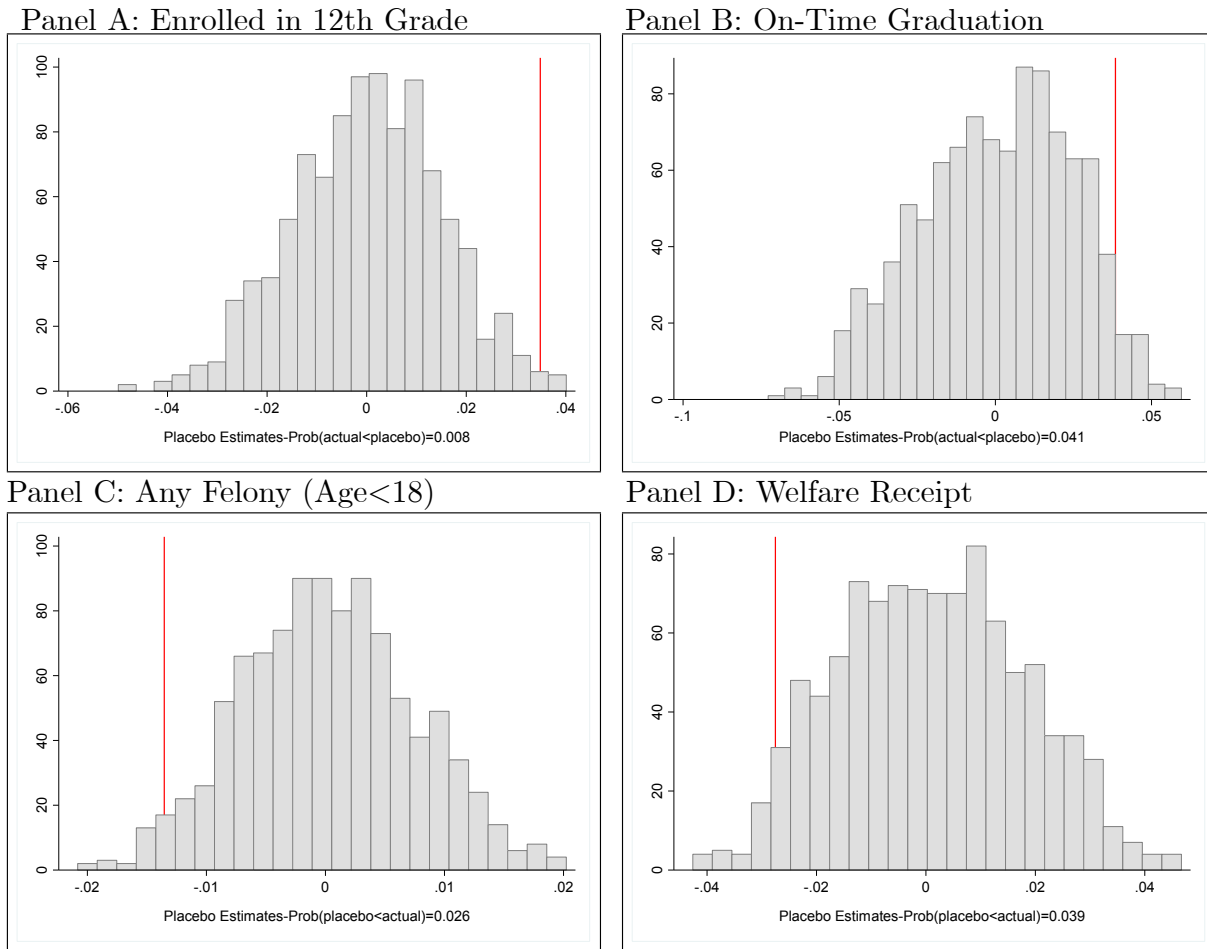 Panel A: Enrolled in 12th Grade
100
80
60
40
20
0
-.06 -.04 -.02 0 .02 .04
Placebo Estimates-Prob(actual<placebo)=0.008
Panel B: On-Time Graduation
80
60
40
20
0
-.1 -.05 0 .05
Placebo Estimates-Prob(actual<placebo)=0.041
Panel C: Any Felony (Age<18)
100
80
60
40
20
0
-.02 -.01 0 .01 .02
Placebo Estimates-Prob(placebo<actual)=0.026
Panel D: Welfare Receipt
80
60
40
20
0
-.04 -.02 0 .02 .04
Placebo Estimates-Prob(placebo<actual)=0.039